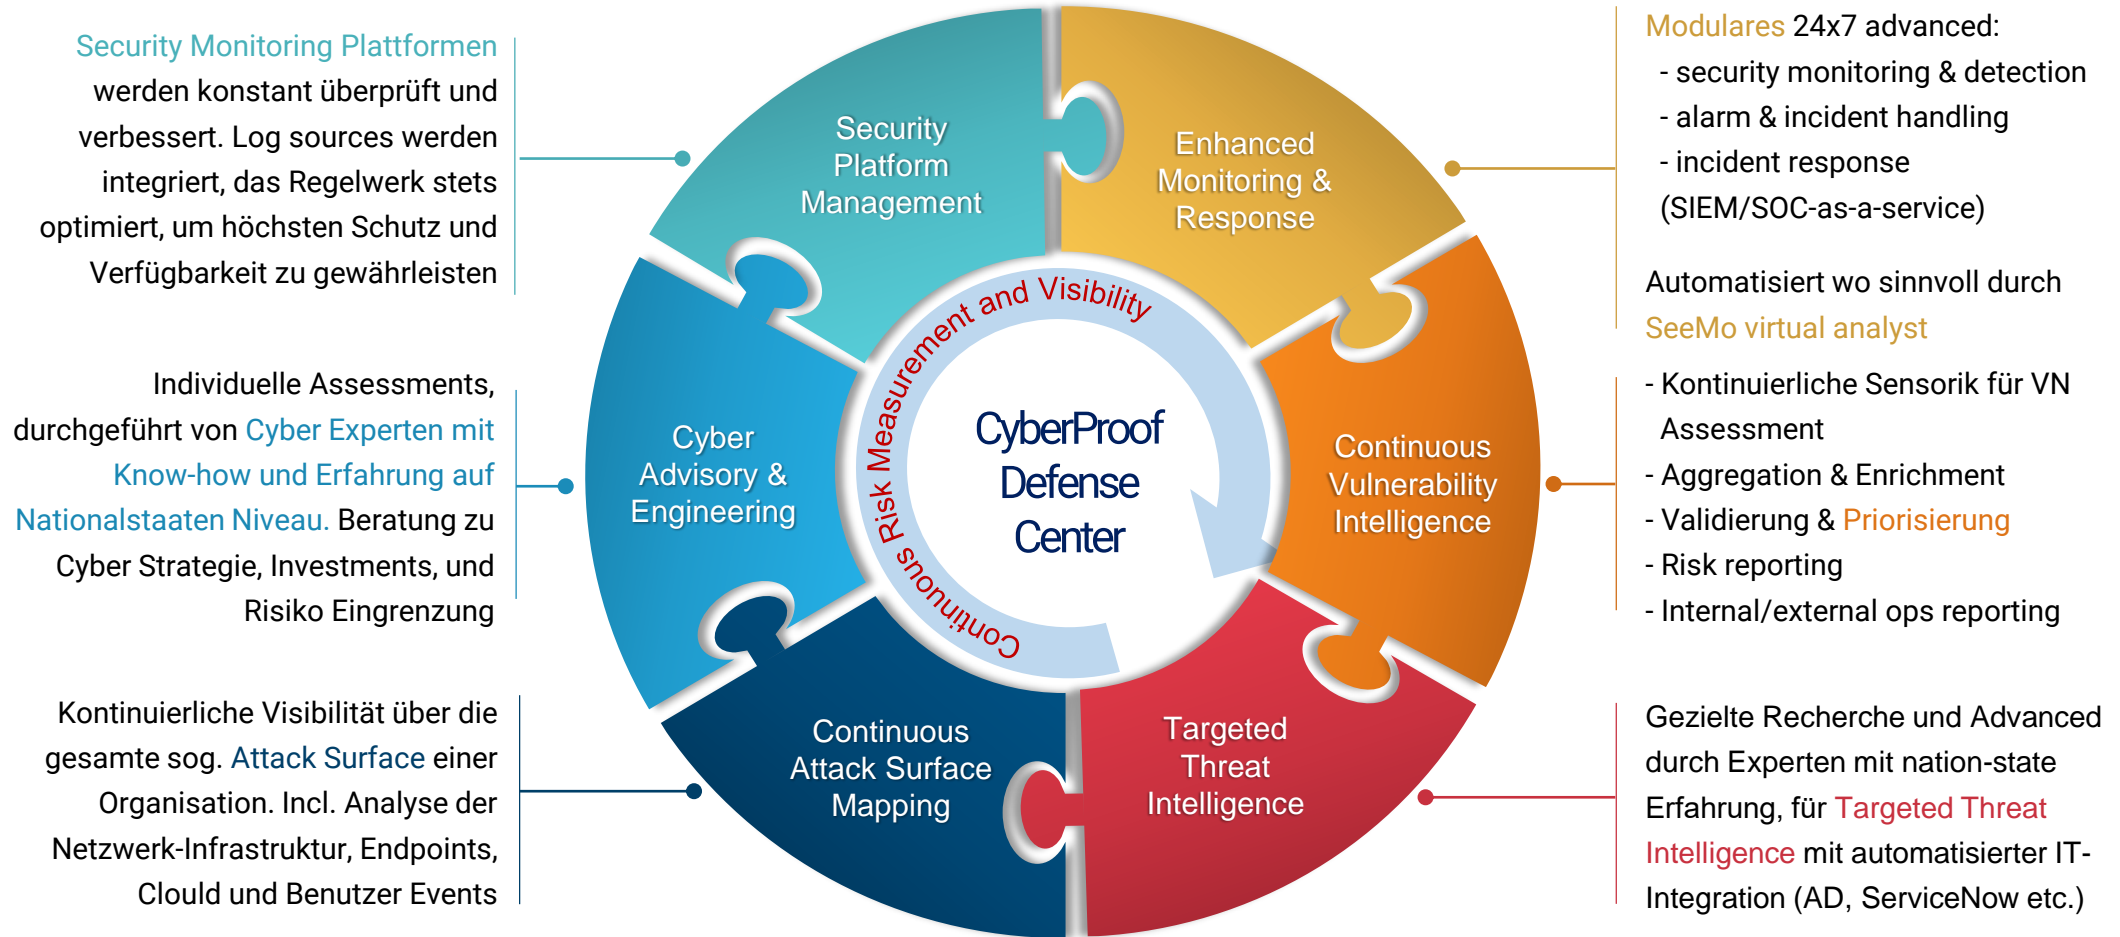 Security Monitoring Plattformen
werden konstant überprüft und
verbessert. Log sources werden
integriert, das Regelwerk stets
optimiert, um höchsten Schutz und
Verfügbarkeit zu gewährleisten
Individuelle Assessments,
durchgeführt von Cyber Experten mit
Know-how und Erfahrung auf
Nationalstaaten Niveau. Beratung zu
Cyber Strategie, Investments, und
Risiko Eingrenzung
Kontinuierliche Visibilität über die
gesamte sog. Attack Surface einer
Organisation. Incl. Analyse der
Netzwerk-Infrastruktur, Endpoints,
Clould und Benutzer Events
Security
Platform
Management
Enhanced
Monitoring &
Response
Cyber
Advisory &
Engineering
Continuous Risk Measurement and Visibility
CyberProof
Defense
Center
Continuous
Vulnerability
Intelligence
Continuous
Attack Surface
Mapping
Targeted
Threat
Intelligence
Modulares 24x7 advanced:
- security monitoring & detection
- alarm & incident handling
- incident response
(SIEM/SOC-as-a-service)
Automatisiert wo sinnvoll durch
SeeMo virtual analyst
- Kontinuierliche Sensorik für VN
Assessment
- Aggregation & Enrichment
- Validierung & Priorisierung
- Risk reporting
- Internal/external ops reporting
Gezielte Recherche und Advanced
durch Experten mit nation-state
Erfahrung, für Targeted Threat
Intelligence mit automatisierter IT-
Integration (AD, ServiceNow etc.)